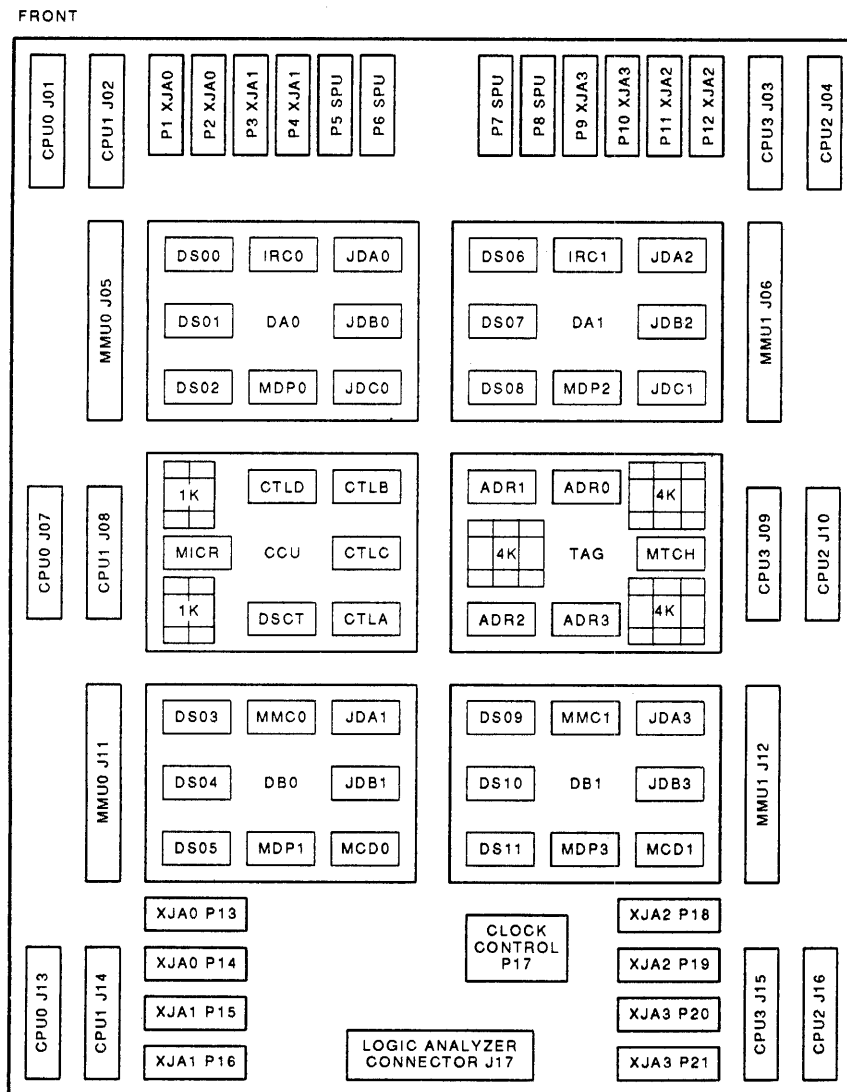 FRONT
CPU0 J01
CPU1 J02
P1 XJA0
P2 XJA0
P3 XJA1
P4 XJA1
P5 SPU
P6 SPU
P7 SPU
P8 SPU
P9 XJA3
P10 XJA3
P11 XJA2
P12 XJA2
CPU3 J03
CPU2 J04
MMU0 J05
DS00 IRC0 JDA0
DS01 DA0 JDB0
DS02 MDP0 JDC0
DS06 IRC1 JDA2
DS07 DA1 JDB2
DS08 MDP2 JDC1
MMU1 J06
CPU0 J07
CPU1 J08
1K CTLD CTLB
MICR CCU CTLC
1K DSCT CTLA
ADR1 ADR0 4K
4K TAG MTCH
ADR2 ADR3 4K
CPU3 J09
CPU2 J10
MMU0 J11
DS03 MMC0 JDA1
DS04 DB0 JDB1
DS05 MDP1 MCD0
DS09 MMC1 JDA3
DS10 DB1 JDB3
DS11 MDP3 MCD1
MMU1 J12
CPU0 J13
CPU1 J14
XJA0 P13
XJA0 P14
XJA1 P15
XJA1 P16
CLOCK
CONTROL
P17
LOGIC ANALYZER
CONNECTOR J17
XJA2 P18
XJA2 P19
XJA3 P20
XJA3 P21
CPU3 J15
CPU2 J16